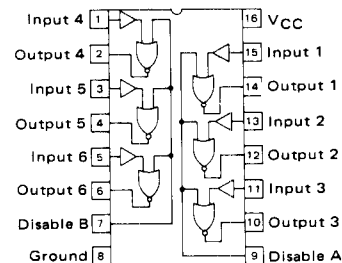 Input 4 1
Output 4 2
Input 5 3
Output 5 4
Input 6 5
Output 6 6
Disable B 7
Ground 8
16 VCC
15 Input 1
14 Output 1
13 Input 2
12 Output 2
11 Input 3
10 Output 3
9 Disable A